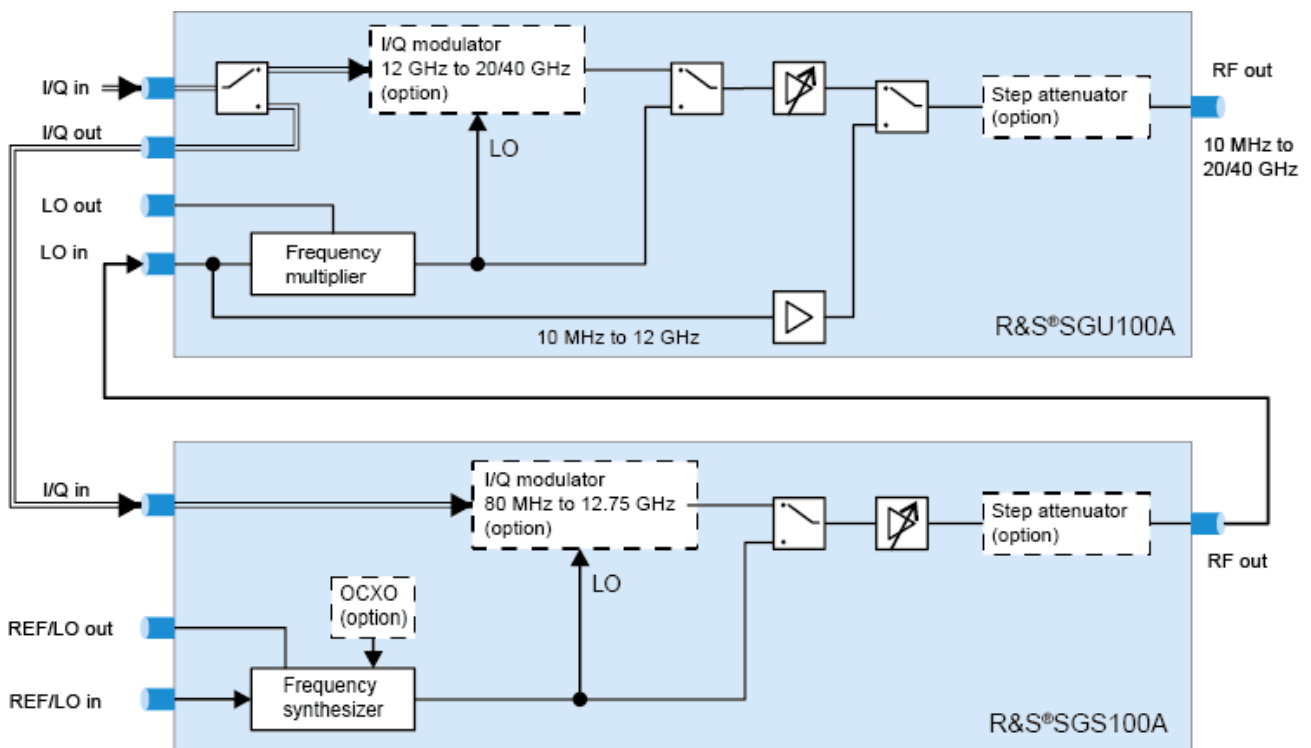 I/Q in
I/Q out
LO out
LO in
I/Q modulator
12 GHz to 20/40 GHz
(option)
LO
Frequency
multiplier
10 MHz to 12 GHz
Step attenuator
(option)
RF out
10 MHz to
20/40 GHz
R&S®SGU100A
I/Q in
REF/LO out
REF/LO in
I/Q modulator
80 MHz to 12.75 GHz
(option)
OCXO
(option)
LO
Frequency
synthesizer
Step attenuator
(option)
RF out
R&S®SGS100A